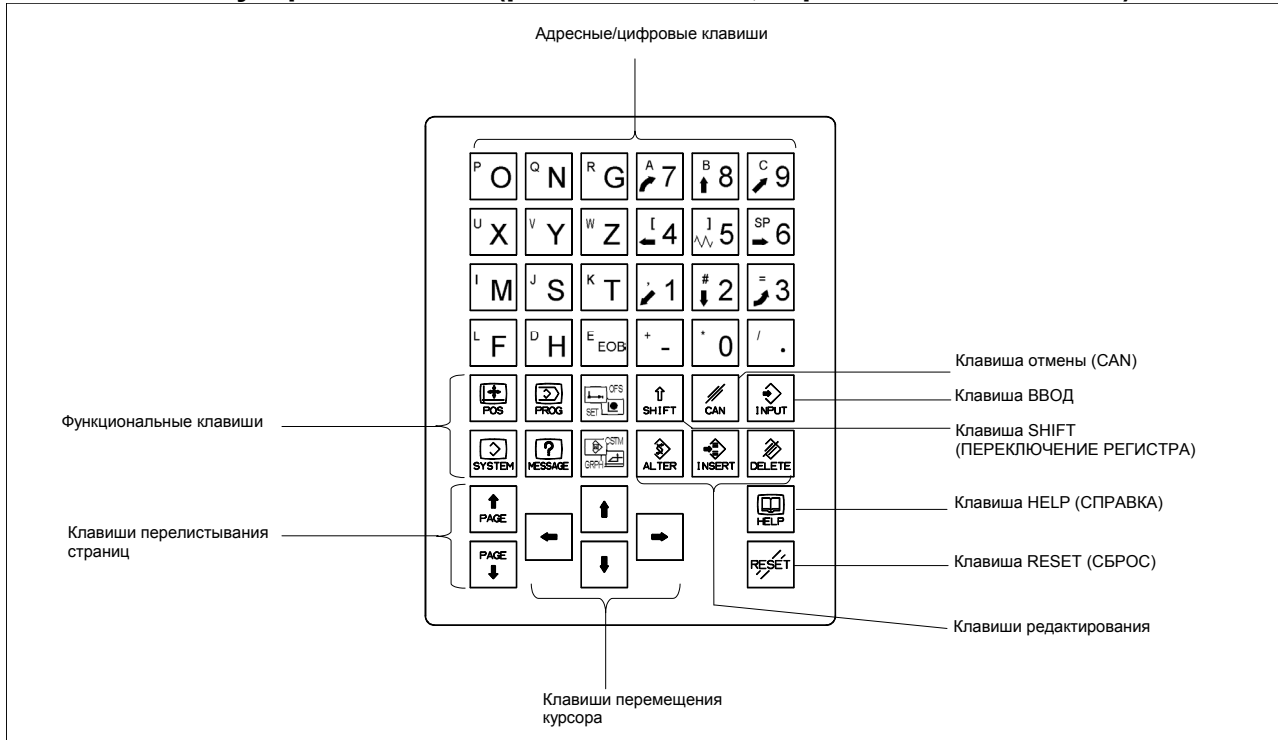 Адресные/цифровые клавиши
P O Q N R G A 7 B 8 C 9
U X V Y W Z [ 4 ] 5 SP 6
I M J S K T , 1 # 2 = 3
L F D H E EOB + - * 0 / .
Клавиша отмены (CAN)
POS PROG OFS SET SHIFT CAN INPUT
Клавиша ВВОД
Функциональные клавиши
Клавиша SHIFT
(ПЕРЕКЛЮЧЕНИЕ РЕГИСТРА)
SYSTEM MESSAGE CSTM GRPH ALTER INSERT DELETE
PAGE
HELP
Клавиша HELP (СПРАВКА)
Клавиши перелистывания
страниц
PAGE
RESET
Клавиша RESET (СБРОС)
Клавиши редактирования
Клавиши перемещения
курсора